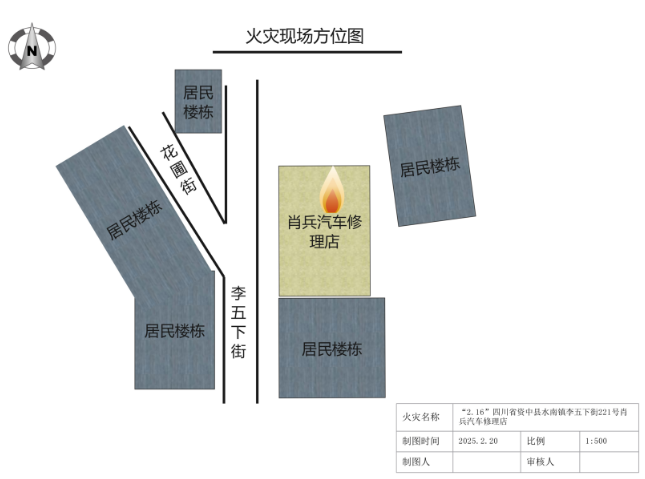 火灾现场方位图
N
居民
楼栋
花圃街
居民楼栋
居民楼栋
肖兵汽车修
理店
李五下街
居民楼栋
居民楼栋
火灾名称
“2.16”四川省资中县水南镇李五下街221号肖
兵汽车修理店
制图时间 2025.2.20 比例 1:500
制图人 审核人